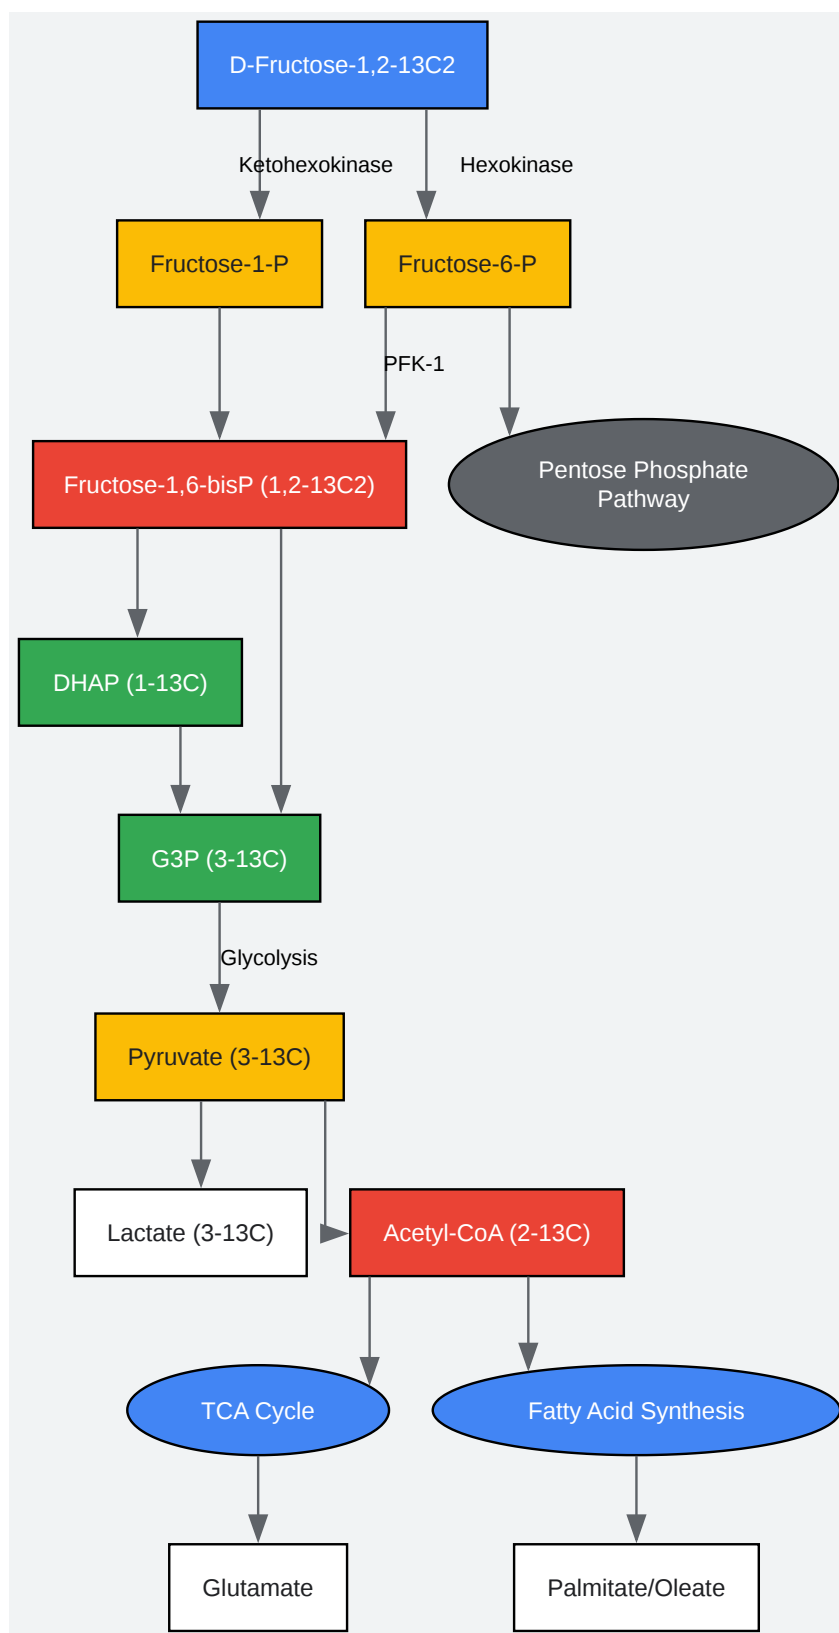 D-Fructose-1,2-13C2
Ketohexokinase
Hexokinase
Fructose-1-P
Fructose-6-P
PFK-1
Fructose-1,6-bisP (1,2-13C2)
Pentose Phosphate
Pathway
DHAP (1-13C)
G3P (3-13C)
Glycolysis
Pyruvate (3-13C)
Lactate (3-13C)
Acetyl-CoA (2-13C)
TCA Cycle
Fatty Acid Synthesis
Glutamate
Palmitate/Oleate